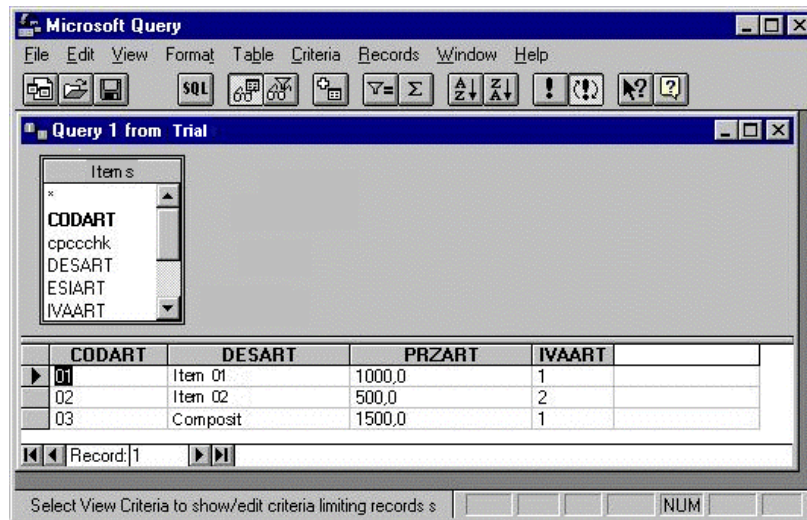 Microsoft Query
File Edit View Format Table Criteria Records Window Help
SQL
Query 1 from Trial
Item s
*
CODART
cpccchk
DESART
ESIART
IVAART
CODART DESART PRZART IVAART
01 Item 01 1000,0 1
02 Item 02 500,0 2
03 Composit 1500,0 1
Record: 1
Select View Criteria to show/edit criteria limiting records s NUM